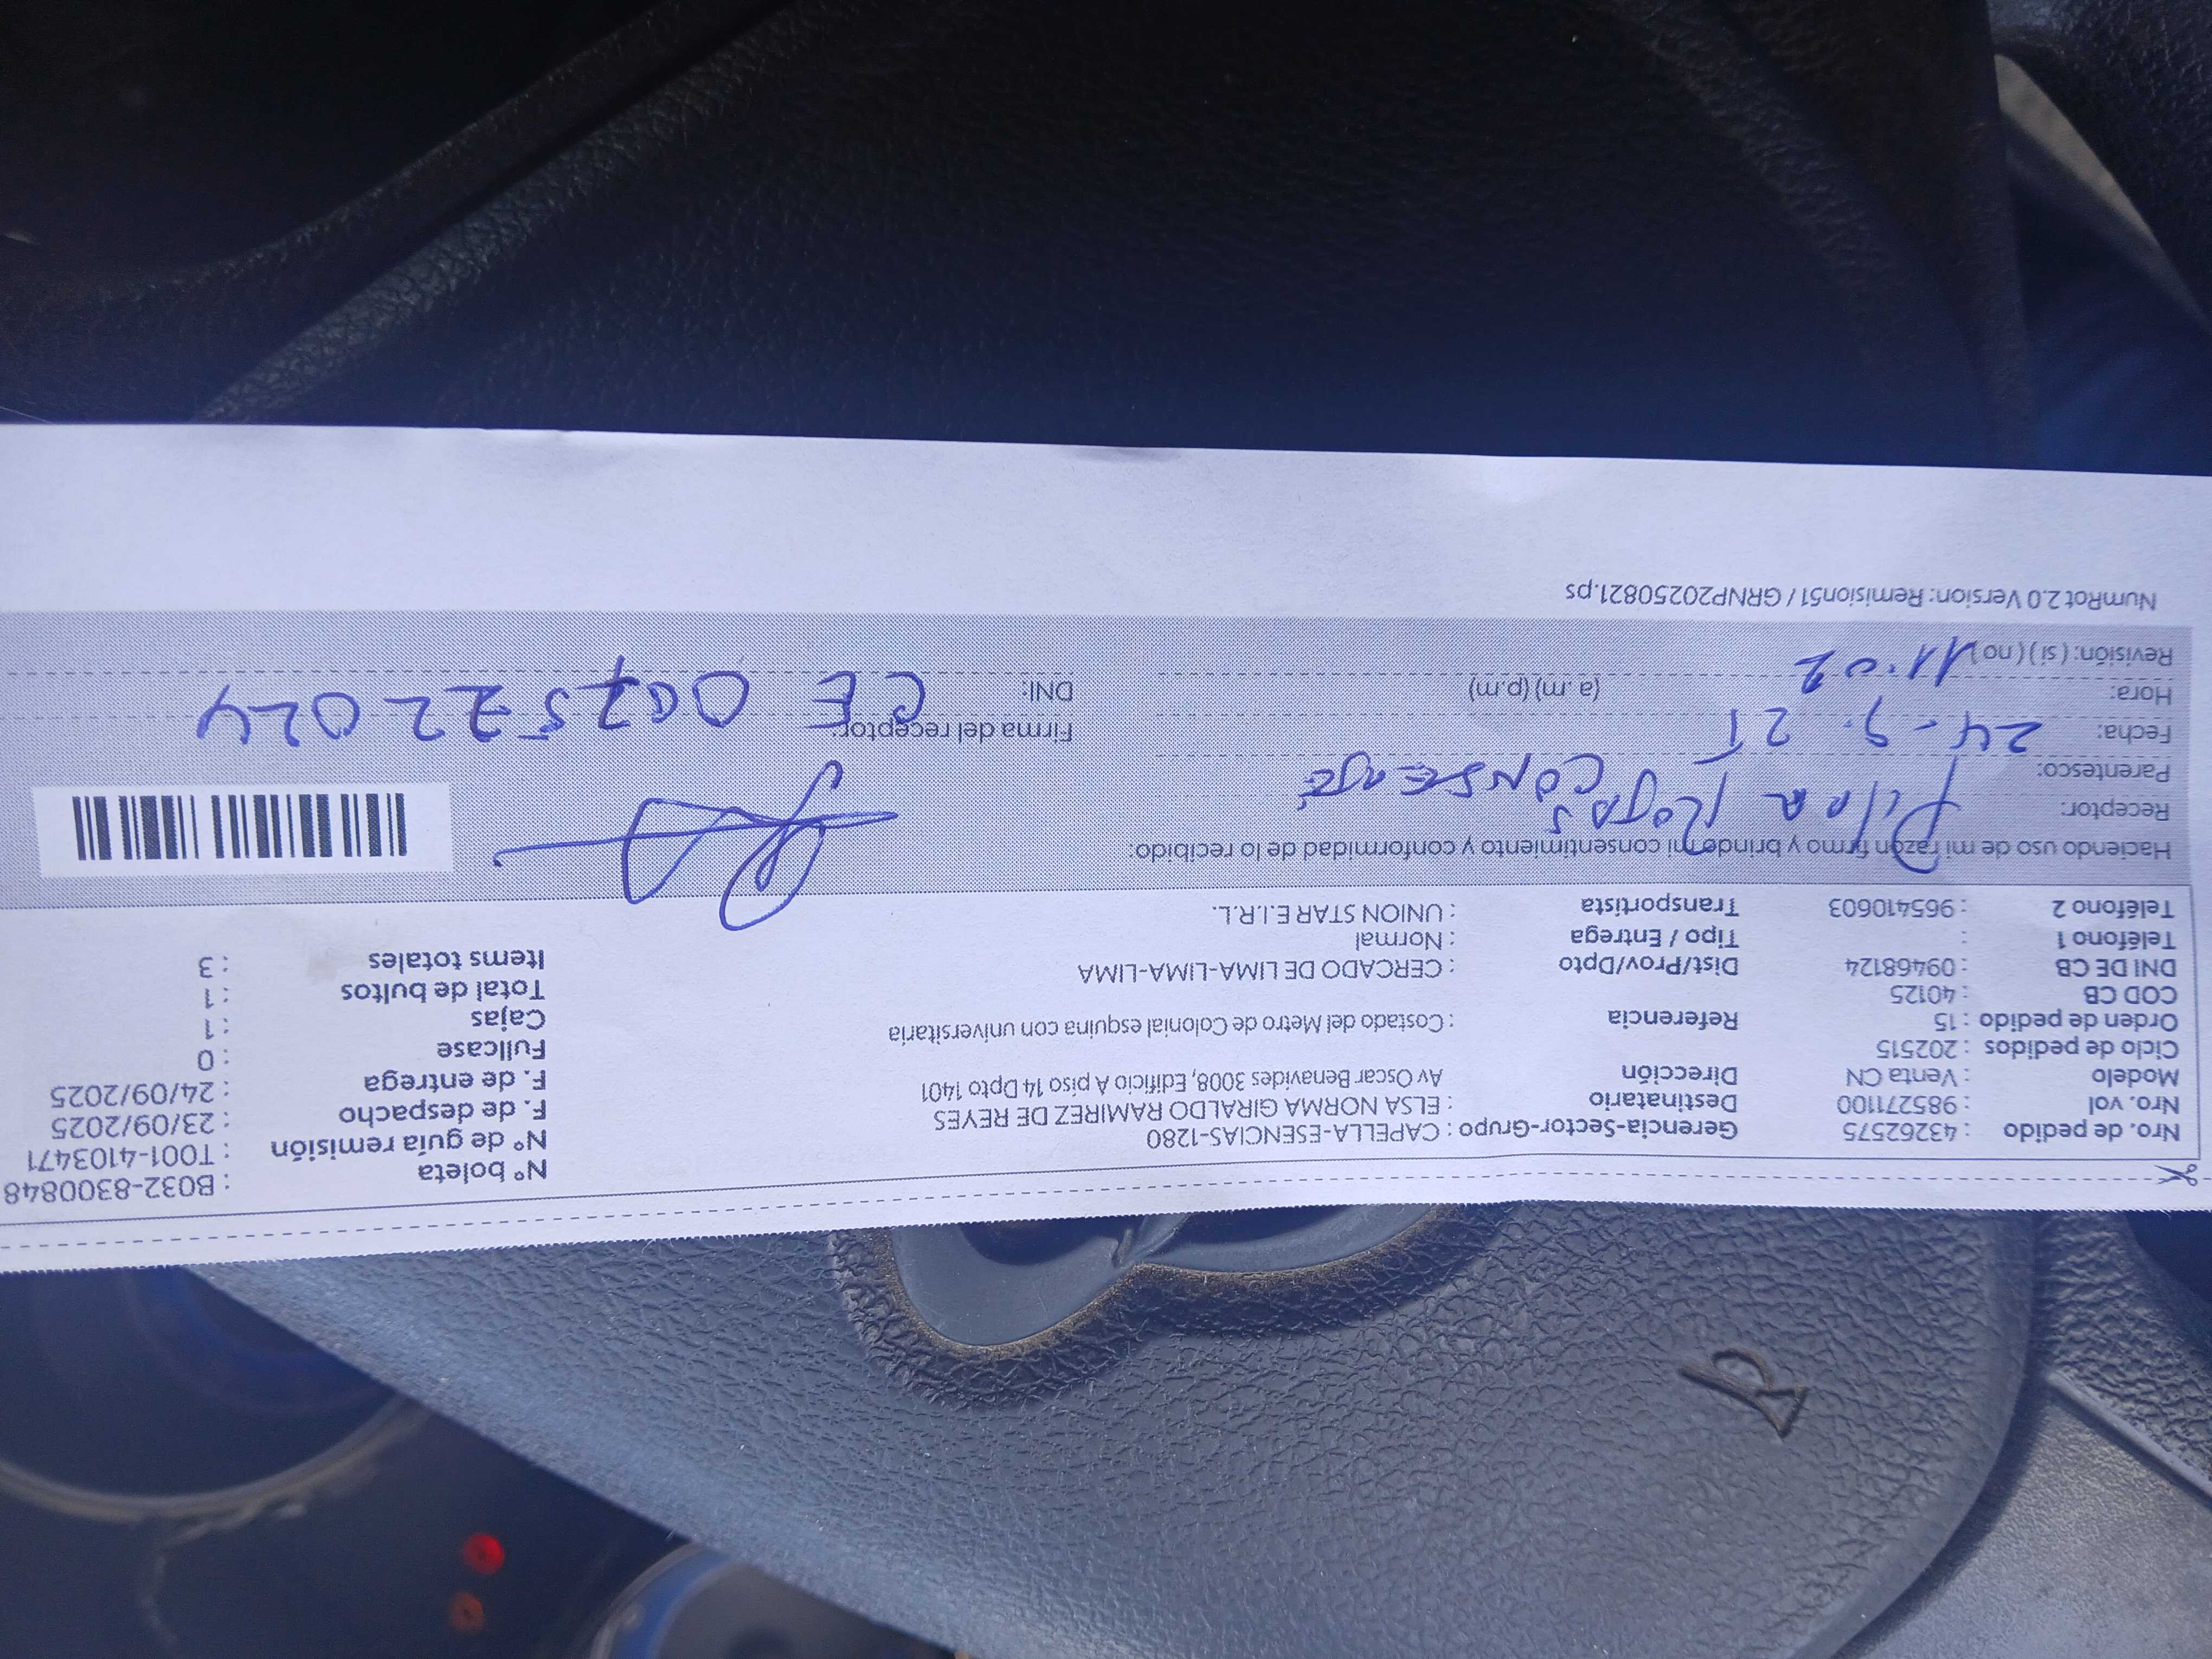 Nro. de pedido : 43262575 Gerencia-Sector-Grupo : CAPELLA-ESENCIAS-1280 N° boleta : B032-8300848
Nro. vol : 985271100 Destinatario : ELSA NORMA GIRALDO RAMIREZ DE REYES N° de guía remisión : T001-4103471
Modelo : Venta CN Dirección Av Oscar Benavides 3008, Edificio A piso 14 Dpto 1401 F. de despacho : 23/09/2025
Ciclo de pedidos : 202515 F. de entrega : 24/09/2025
Orden de pedido : 15 Referencia : Costado del Metro de Colonial esquina con universitaria Fullcase : 0
COD CB : 40125 Cajas : 1
DNI DE CB : 09468124 Dist/Prov/Dpto : CERCADO DE LIMA-LIMA-LIMA Total de bultos : 1
Teléfono 1 : Tipo / Entrega : Normal Items totales : 3
Teléfono 2 : 965410603 Transportista : UNION STAR E.I.R.L.
Haciendo uso de mi razón firmo y brindo mi consentimiento y conformidad de lo recibido:
Receptor: Rojas
Parentesco: CONSERJE
Fecha: 24-9-25 Firma del receptor:
Hora: 11:02 (a.m) (p.m) DNI: CE
Revisión: (si) (no)
NumRot 2.0 Version: Remision51 / GRNP20250821.ps